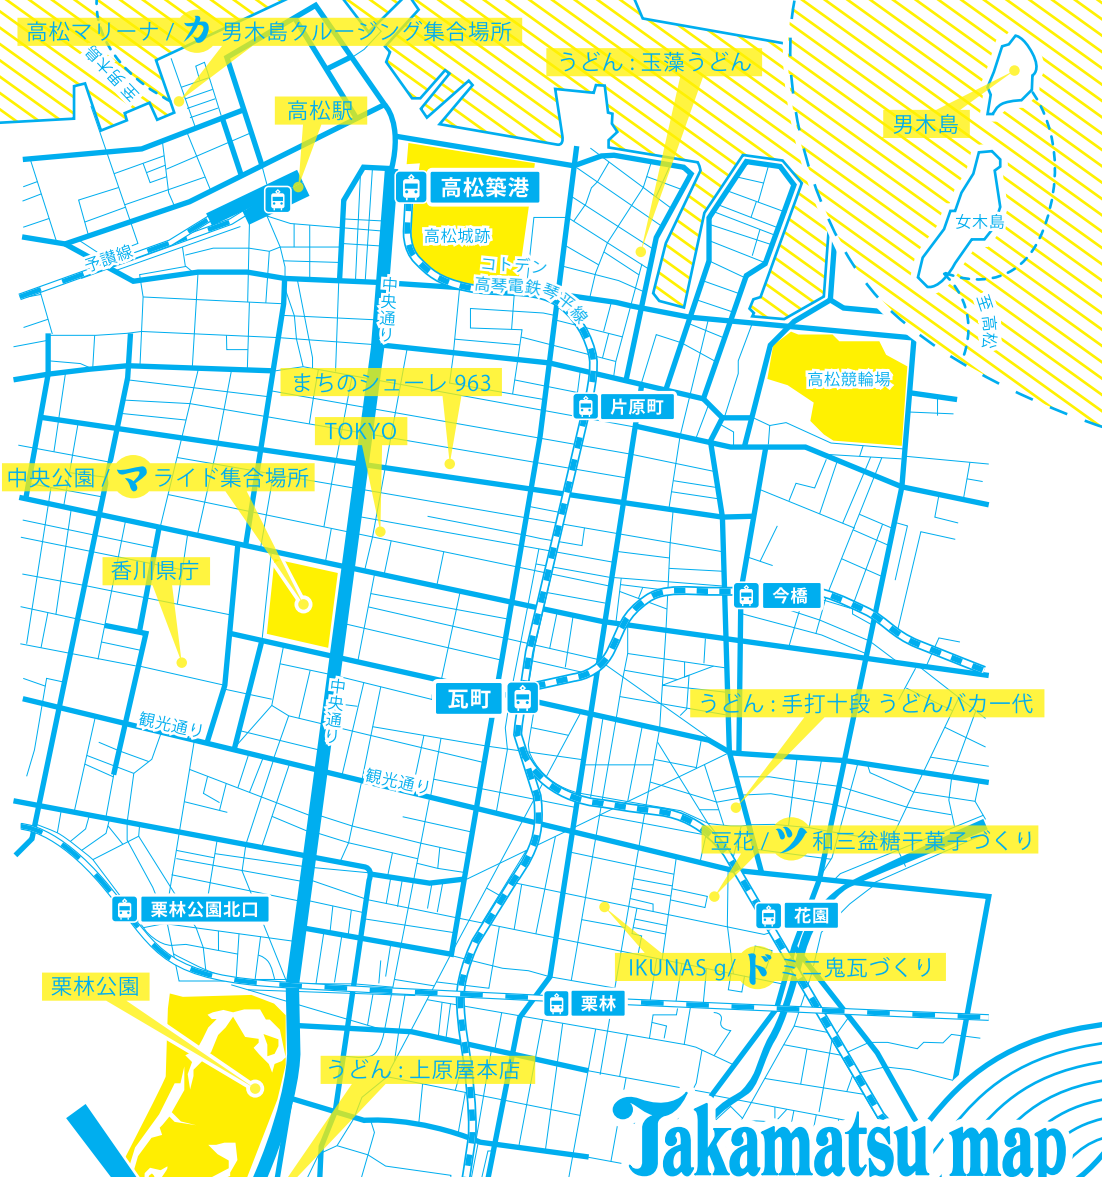 高松マリーナ / カ 男木島クルージング集合場所
至男木島
うどん : 玉藻うどん
高松駅
男木島
高松築港
女木島
高松城跡
予讃線
コトデン
高琴電鉄琴平線
中央通り
至 高松
高松競輪場
まちのシューレ 963
片原町
TOKYO
中央公園 / マ ライド集合場所
香川県庁
今橋
瓦町
中央通り
うどん : 手打十段 うどんバカ一代
観光通り
観光通り
豆花 / ツ 和三盆糖干菓子づくり
栗林公園北口
花園
IKUNAS g/ ド ミニ鬼瓦づくり
栗林公園
栗林
うどん : 上原屋本店
Takamatsu map